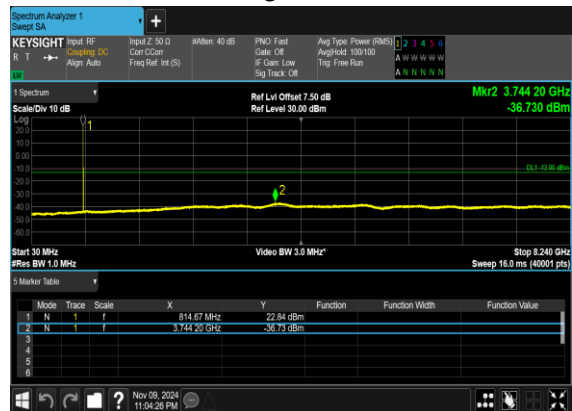 Spectrum Analyzer 1
Swept SA
+
KEYSIGHT Input: RF Input Z: 50 Ω #Atten: 40 dB PNO: Fast Avg Type: Power (RMS) 1 2 3 4 5 6
R T Coupling: DC Corr CCorr Gate: Off Avg|Hold: 100/100 A W W W W W
Align: Auto Freq Ref: Int (S) IF Gain: Low Trig: Free Run
Sig Track: Off A N N N N N
1 Spectrum Ref Lvl Offset 7.50 dB Mkr2 3.744 20 GHz
Scale/Div 10 dB Ref Level 30.00 dBm -36.730 dBm
Log
20.0 1
10.0
0.00
-10.0 DL1 -13.00 dBm
-20.0
-30.0 2
-40.0
-50.0
-60.0
Start 30 MHz Video BW 3.0 MHz* Stop 8.240 GHz
#Res BW 1.0 MHz Sweep 16.0 ms (40001 pts)
5 Marker Table
Mode Trace Scale X Y Function Function Width Function Value
1 N 1 f 814.67 MHz 22.84 dBm
2 N 1 f 3.744 20 GHz -36.73 dBm
3
4
5
6
? Nov 09, 2024
11:04:26 PM